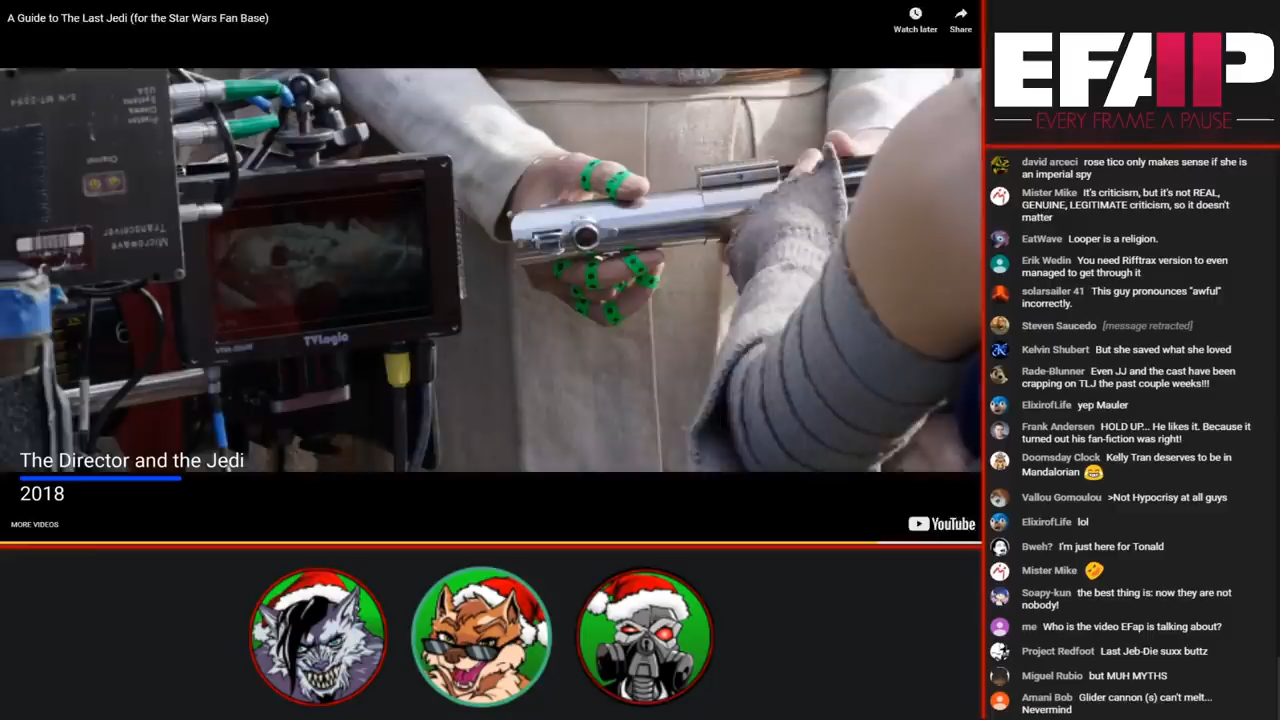 A Guide to The Last Jedi (for the Star Wars Fan Base)
Watch later
Share
TVLogic
The Director and the Jedi
2018
MORE VIDEOS
YouTube
EFAP
EVERY FRAME A PAUSE
david arceci rose tico only makes sense if she is
an imperial spy
Mister Mike It's criticism, but it's not REAL,
GENUINE, LEGITIMATE criticism, so it doesn't
matter
EatWave Looper is a religion.
Erik Wedin You need Rifftrax version to even
managed to get through it
solarsailer 41 This guy pronounces "awful"
incorrectly.
Steven Saucedo [message retracted]
Kelvin Shubert But she saved what she loved
Rade-Blunner Even JJ and the cast have been
crapping on TLJ the past couple weeks!!!
ElixirofLife yep Mauler
Frank Andersen HOLD UP... He likes it. Because it
turned out his fan-fiction was right!
Doomsday Clock Kelly Tran deserves to be in
Mandalorian 😂
Vallou Gomoulou >Not Hypocrisy at all guys
ElixirofLife lol
Bweh? I'm just here for Tonald
Mister Mike
Soapy-kun the best thing is: now they are not
nobody!
me Who is the video EFap is talking about?
Project Redfoot Last Jeb-Die suxx buttz
Miguel Rubio but MUH MYTHS
Amani Bob Glider cannon (s) can't melt...
Nevermind